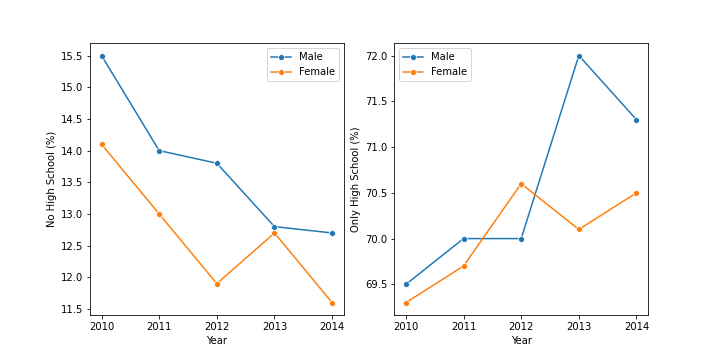 Male
Female
No High School (%)
15.5
15.0
14.5
14.0
13.5
13.0
12.5
12.0
11.5
2010 2011 2012 2013 2014
Year
Male
Female
Only High School (%)
72.0
71.5
71.0
70.5
70.0
69.5
2010 2011 2012 2013 2014
Year